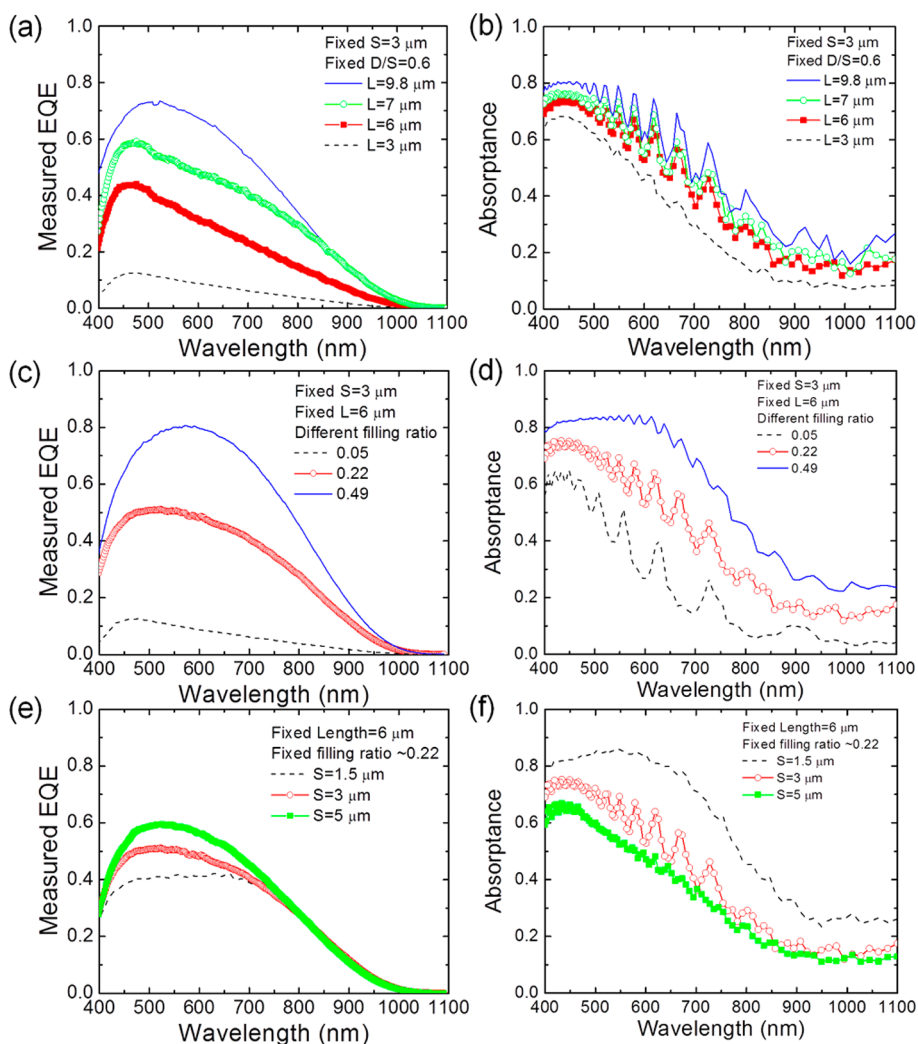 (a)
Fixed S=3 μm
Fixed D/S=0.6
L=9.8 μm
L=7 μm
L=6 μm
L=3 μm
Measured EQE
1.0
0.8
0.6
0.4
0.2
0.0
400 500 600 700 800 900 1000 1100
Wavelength (nm)
(b)
Fixed S=3 μm
Fixed D/S=0.6
L=9.8 μm
L=7 μm
L=6 μm
L=3 μm
Absorptance
1.0
0.8
0.6
0.4
0.2
0.0
400 500 600 700 800 900 1000 1100
Wavelength (nm)
(c)
Fixed S=3 μm
Fixed L=6 μm
Different filling ratio
0.05
0.22
0.49
Measured EQE
1.0
0.8
0.6
0.4
0.2
0.0
400 500 600 700 800 900 1000 1100
Wavelength (nm)
(d)
Fixed S=3 μm
Fixed L=6 μm
Different filling ratio
0.05
0.22
0.49
Absorptance
1.0
0.8
0.6
0.4
0.2
0.0
400 500 600 700 800 900 1000 1100
Wavelength (nm)
(e)
Fixed Length=6 μm
Fixed filling ratio ~0.22
S=1.5 μm
S=3 μm
S=5 μm
Measured EQE
1.0
0.8
0.6
0.4
0.2
0.0
400 500 600 700 800 900 1000 1100
Wavelength (nm)
(f)
Fixed Length=6 μm
Fixed filling ratio ~0.22
S=1.5 μm
S=3 μm
S=5 μm
Absorptance
1.0
0.8
0.6
0.4
0.2
0.0
400 500 600 700 800 900 1000 1100
Wavelength (nm)